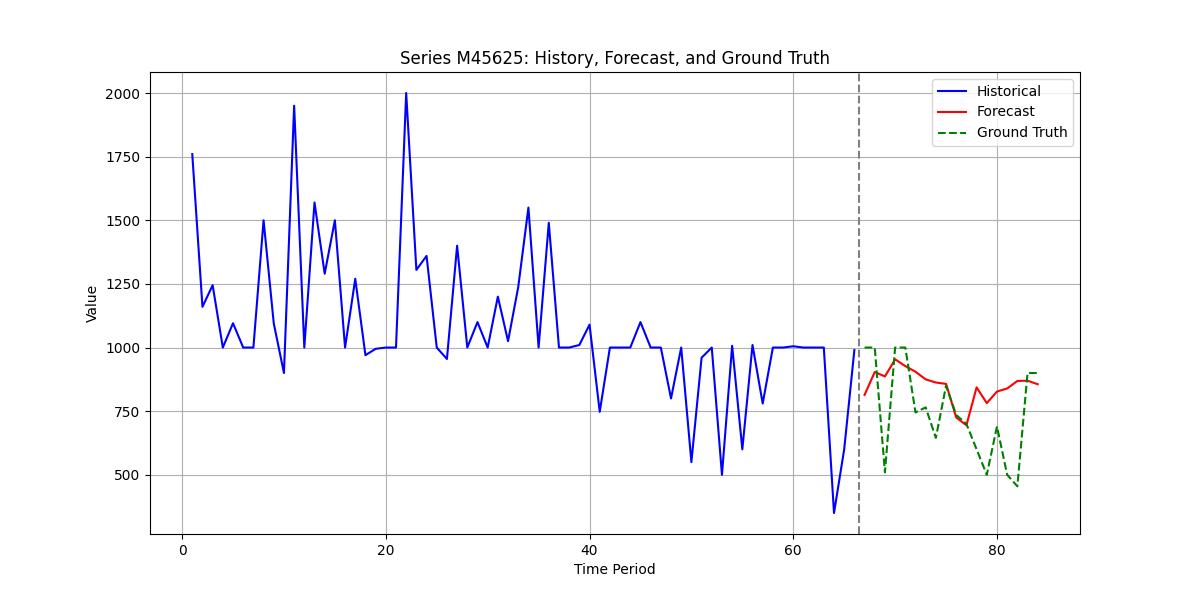 Series M45625: History, Forecast, and Ground Truth
Historical
Forecast
Ground Truth
Value
2000
1750
1500
1250
1000
750
500
0
20
40
60
80
Time Period